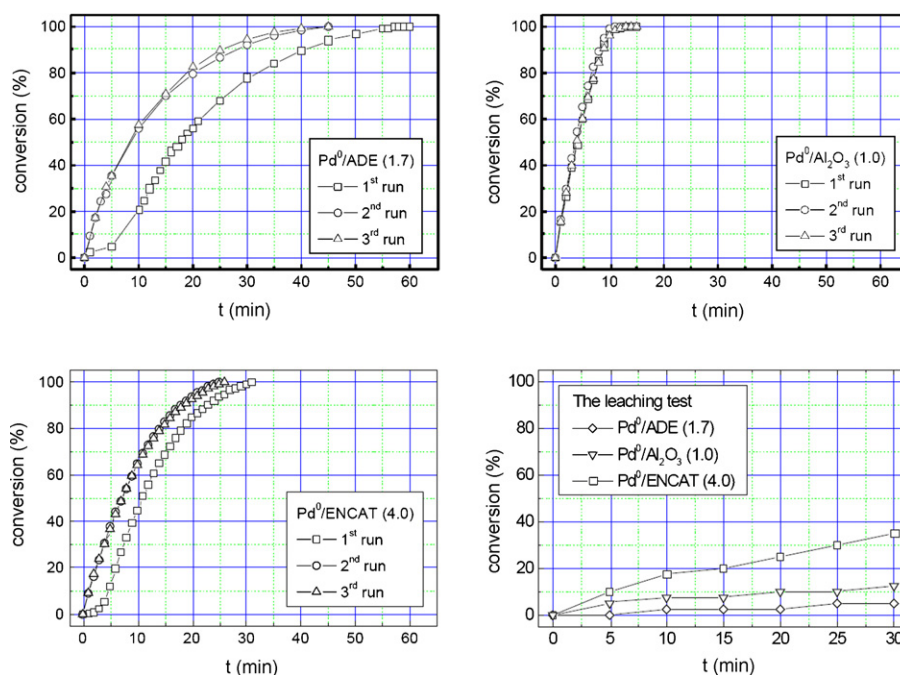 100
80
60
40
20
0
conversion (%)
Pd⁰/ADE (1.7)
1ˢᵗ run
2ⁿᵈ run
3ʳᵈ run
0 10 20 30 40 50 60
t (min)
100
80
60
40
20
0
conversion (%)
Pd⁰/Al₂O₃ (1.0)
1ˢᵗ run
2ⁿᵈ run
3ʳᵈ run
0 10 20 30 40 50 60
t (min)
100
80
60
40
20
0
conversion (%)
Pd⁰/ENCAT (4.0)
1ˢᵗ run
2ⁿᵈ run
3ʳᵈ run
0 10 20 30 40 50 60
t (min)
100
80
60
40
20
0
conversion (%)
The leaching test
Pd⁰/ADE (1.7)
Pd⁰/Al₂O₃ (1.0)
Pd⁰/ENCAT (4.0)
0 5 10 15 20 25 30
t (min)